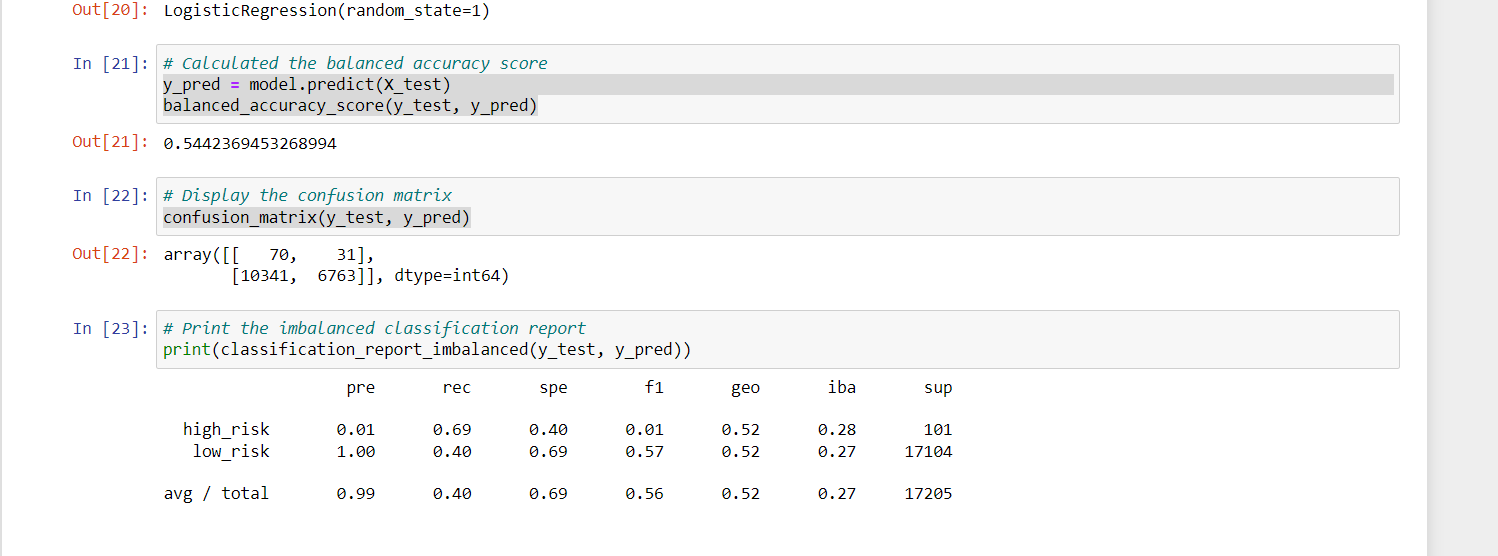 Out[20]: LogisticRegression(random_state=1)
In [21]: # Calculated the balanced accuracy score
y_pred = model.predict(X_test)
balanced_accuracy_score(y_test, y_pred)
Out[21]: 0.5442369453268994
In [22]: # Display the confusion matrix
confusion_matrix(y_test, y_pred)
Out[22]: array([[   70,    31],
       [10341,  6763]], dtype=int64)
In [23]: # Print the imbalanced classification report
print(classification_report_imbalanced(y_test, y_pred))
pre rec spe f1 geo iba sup
high_risk 0.01 0.69 0.40 0.01 0.52 0.28 101
low_risk 1.00 0.40 0.69 0.57 0.52 0.27 17104
avg / total 0.99 0.40 0.69 0.56 0.52 0.27 17205